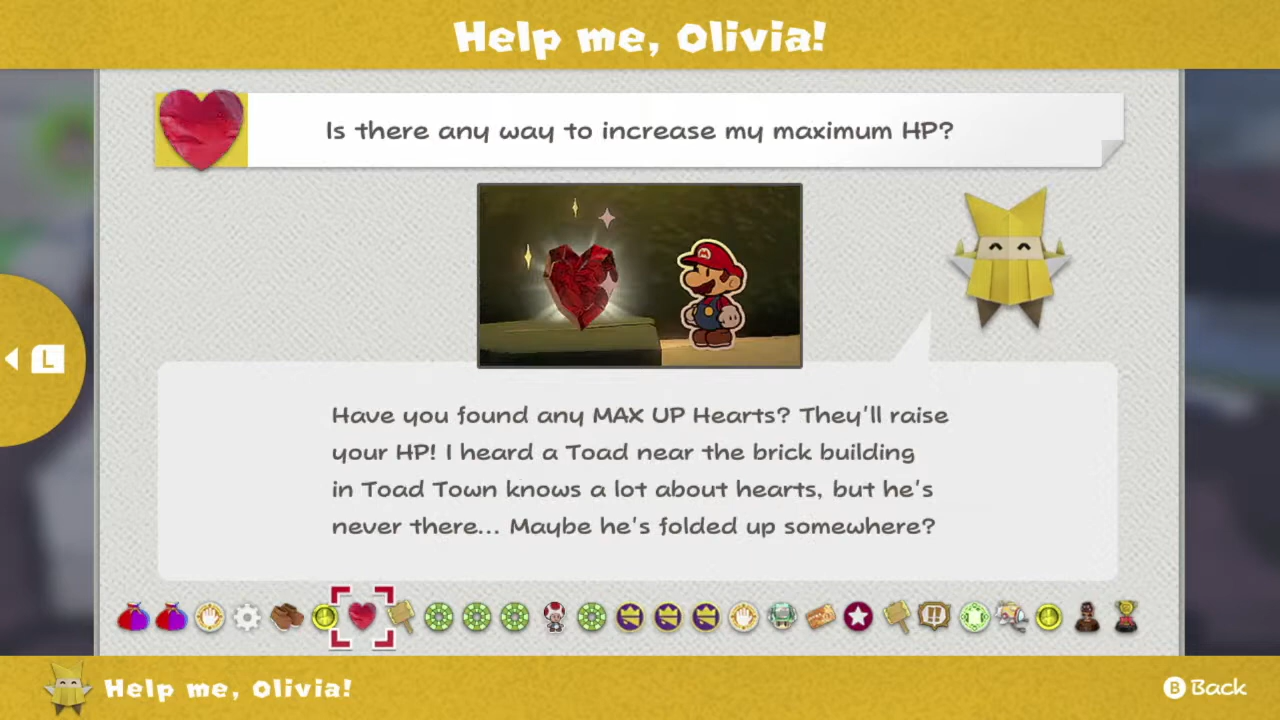 Help me, Olivia!
Is there any way to increase my maximum HP?
M
L
Have you found any MAX UP Hearts? They'll raise
your HP! I heard a Toad near the brick building
in Toad Town knows a lot about hearts, but he's
never there... Maybe he's folded up somewhere?
!!
Help me, Olivia!
B Back